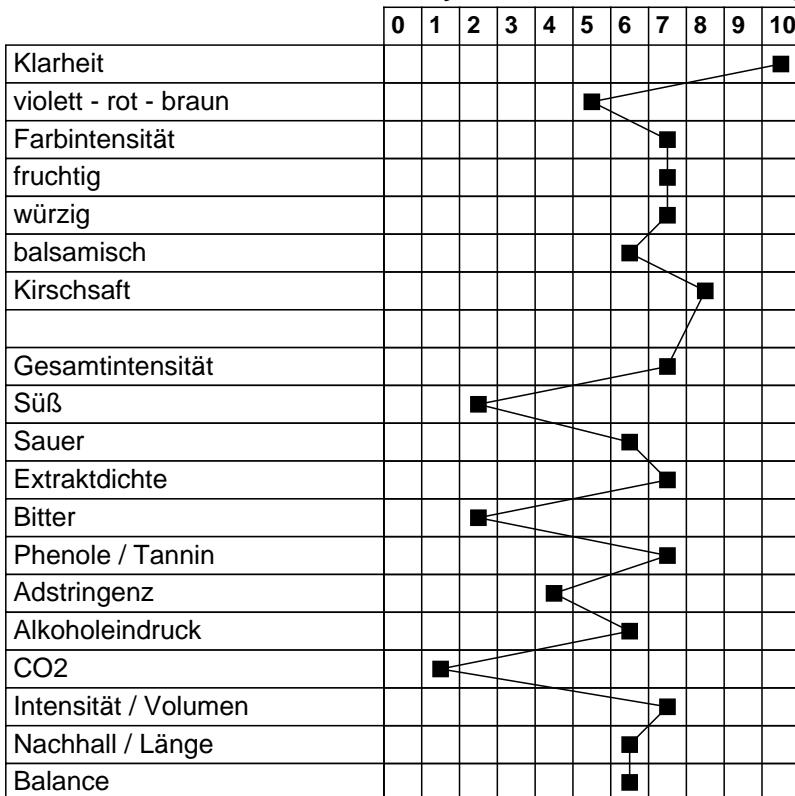 0 1 2 3 4 5 6 7 8 9 10
Klarheit
violett - rot - braun
Farbintensität
fruchtig
würzig
balsamisch
Kirschsaft
Gesamtintensität
Süß
Sauer
Extraktdichte
Bitter
Phenole / Tannin
Adstringenz
Alkoholeindruck
CO2
Intensität / Volumen
Nachhall / Länge
Balance